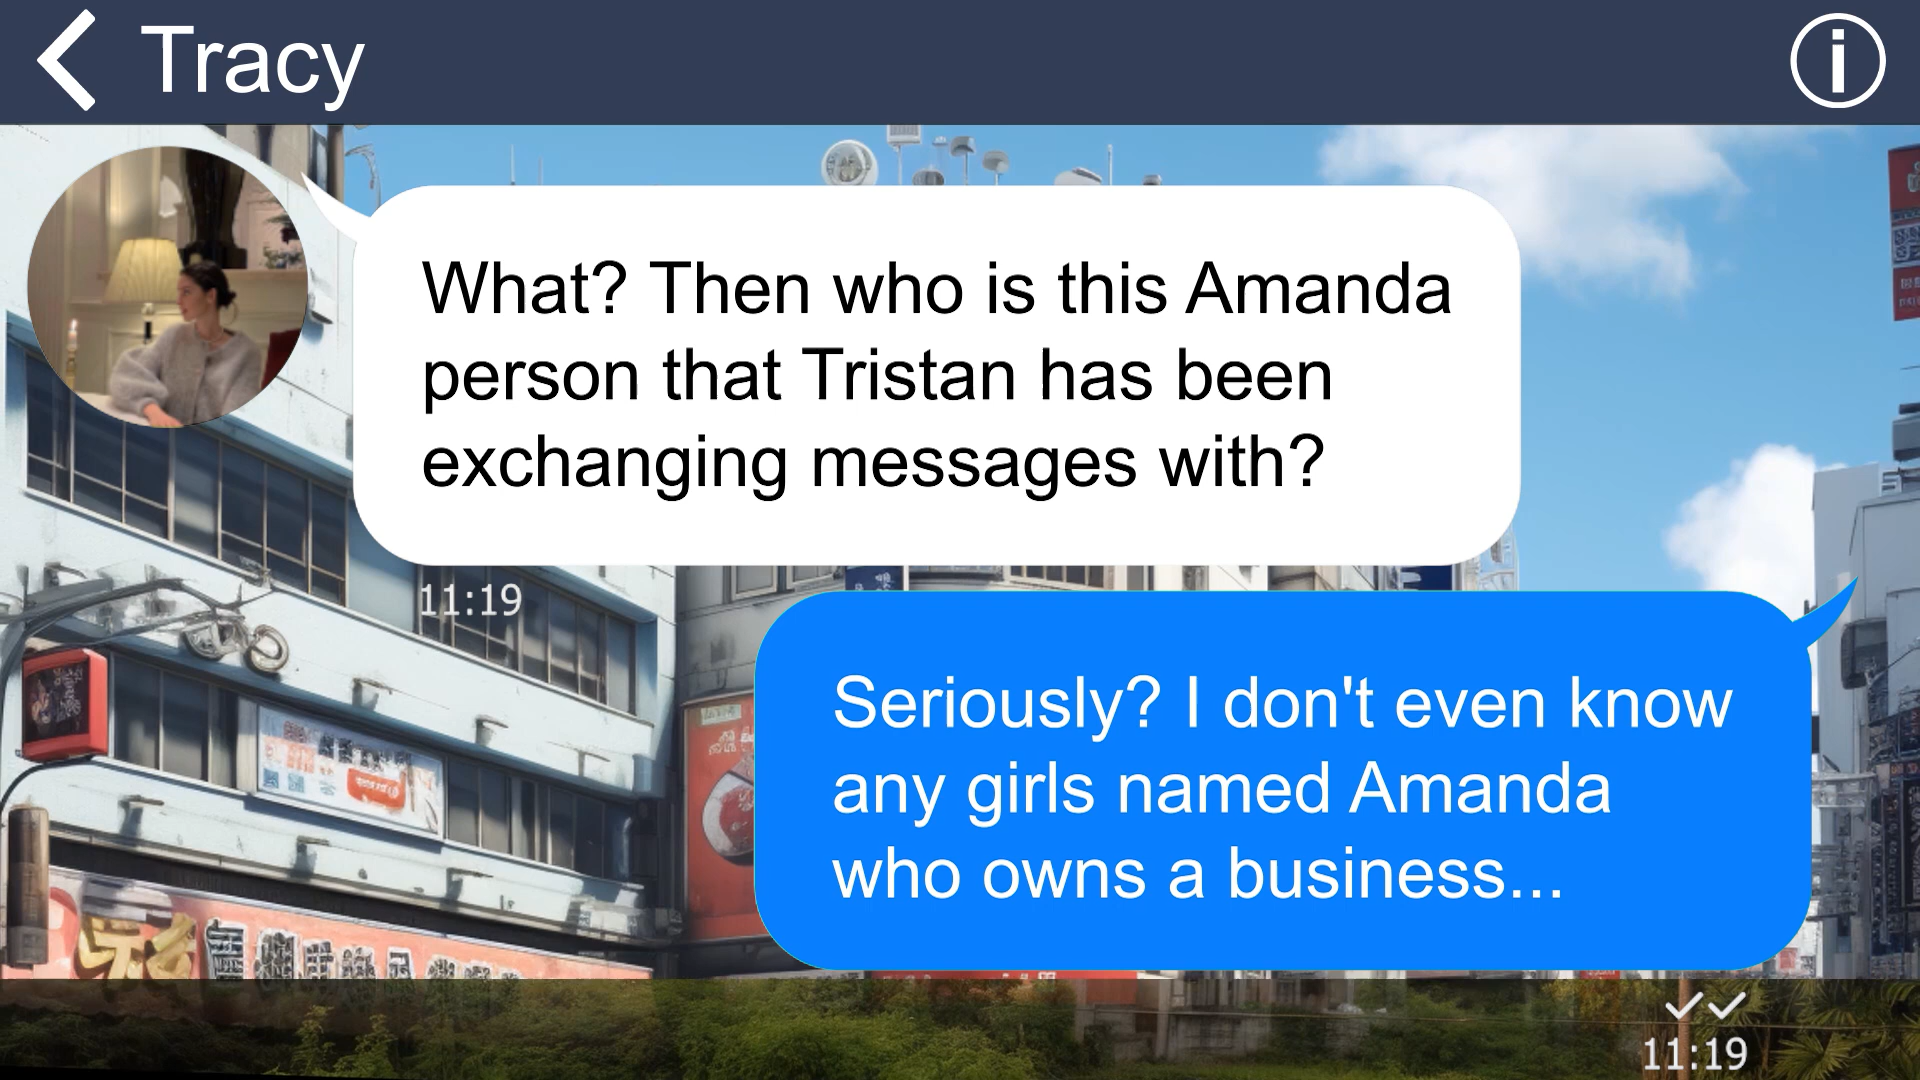 Tracy
What? Then who is this Amanda
person that Tristan has been
exchanging messages with?
11:19
Seriously? I don't even know
any girls named Amanda
who owns a business...
11:19